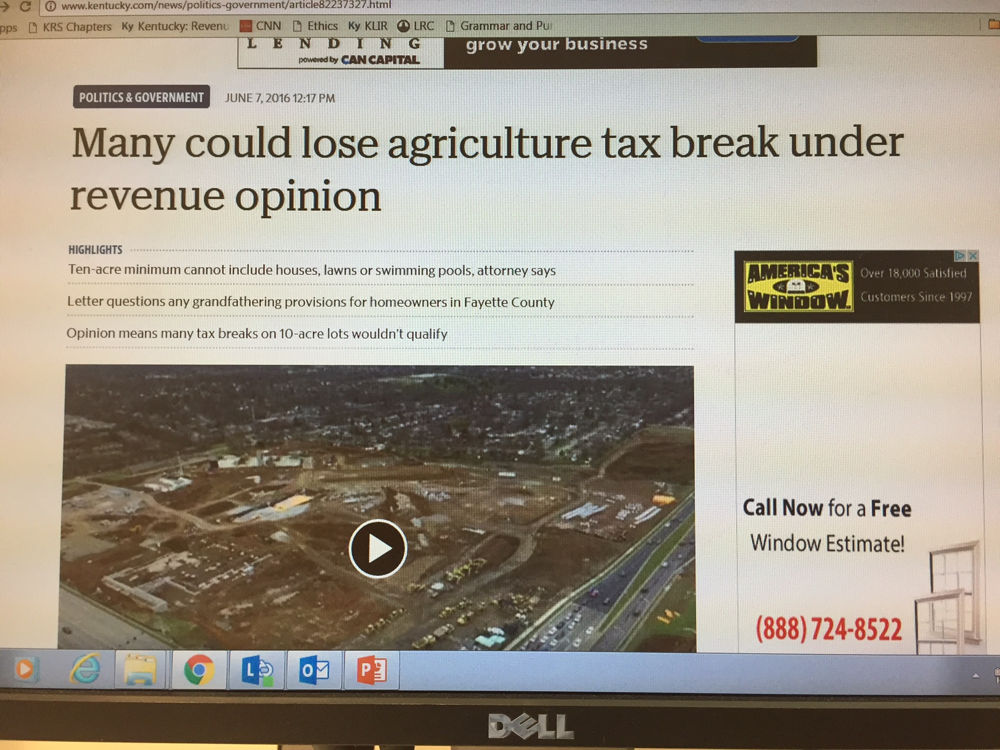 www.kentucky.com/news/politics-government/article82237327.html
pps KRS Chapters Ky Kentucky: Revenu CNN Ethics Ky KLIR LRC Grammar and Pu
LENDING
powered by CAN CAPITAL
grow your business
POLITICS & GOVERNMENT JUNE 7, 2016 12:17 PM
Many could lose agriculture tax break under
revenue opinion
HIGHLIGHTS
Ten-acre minimum cannot include houses, lawns or swimming pools, attorney says
Letter questions any grandfathering provisions for homeowners in Fayette County
Opinion means many tax breaks on 10-acre lots wouldn't qualify
AMERICA'S
WINDOW.
Over 18,000 Satisfied
Customers Since 1997
Call Now for a Free
Window Estimate!
(888) 724-8522
DELL